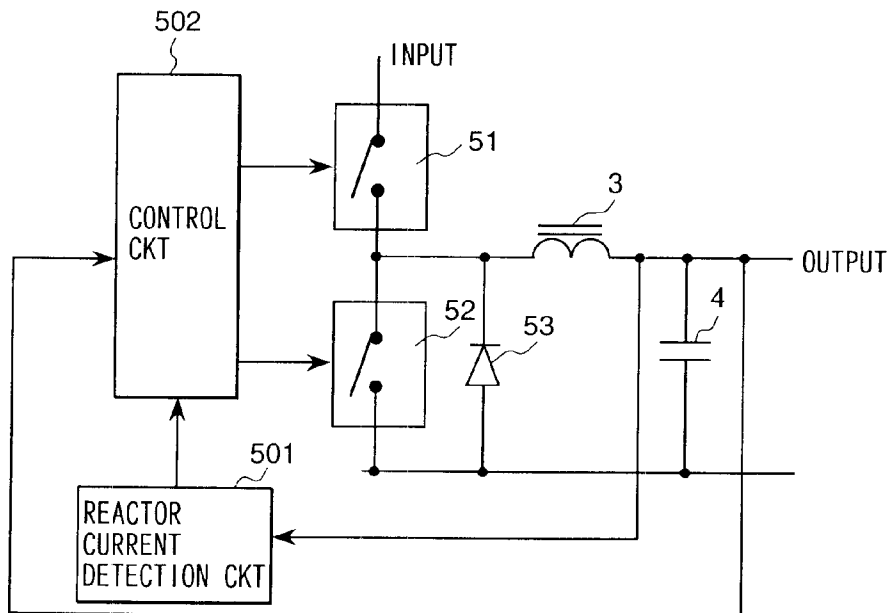 502
INPUT
51
3
CONTROL
CKT
OUTPUT
52
53
4
501
REACTOR
CURRENT
DETECTION CKT